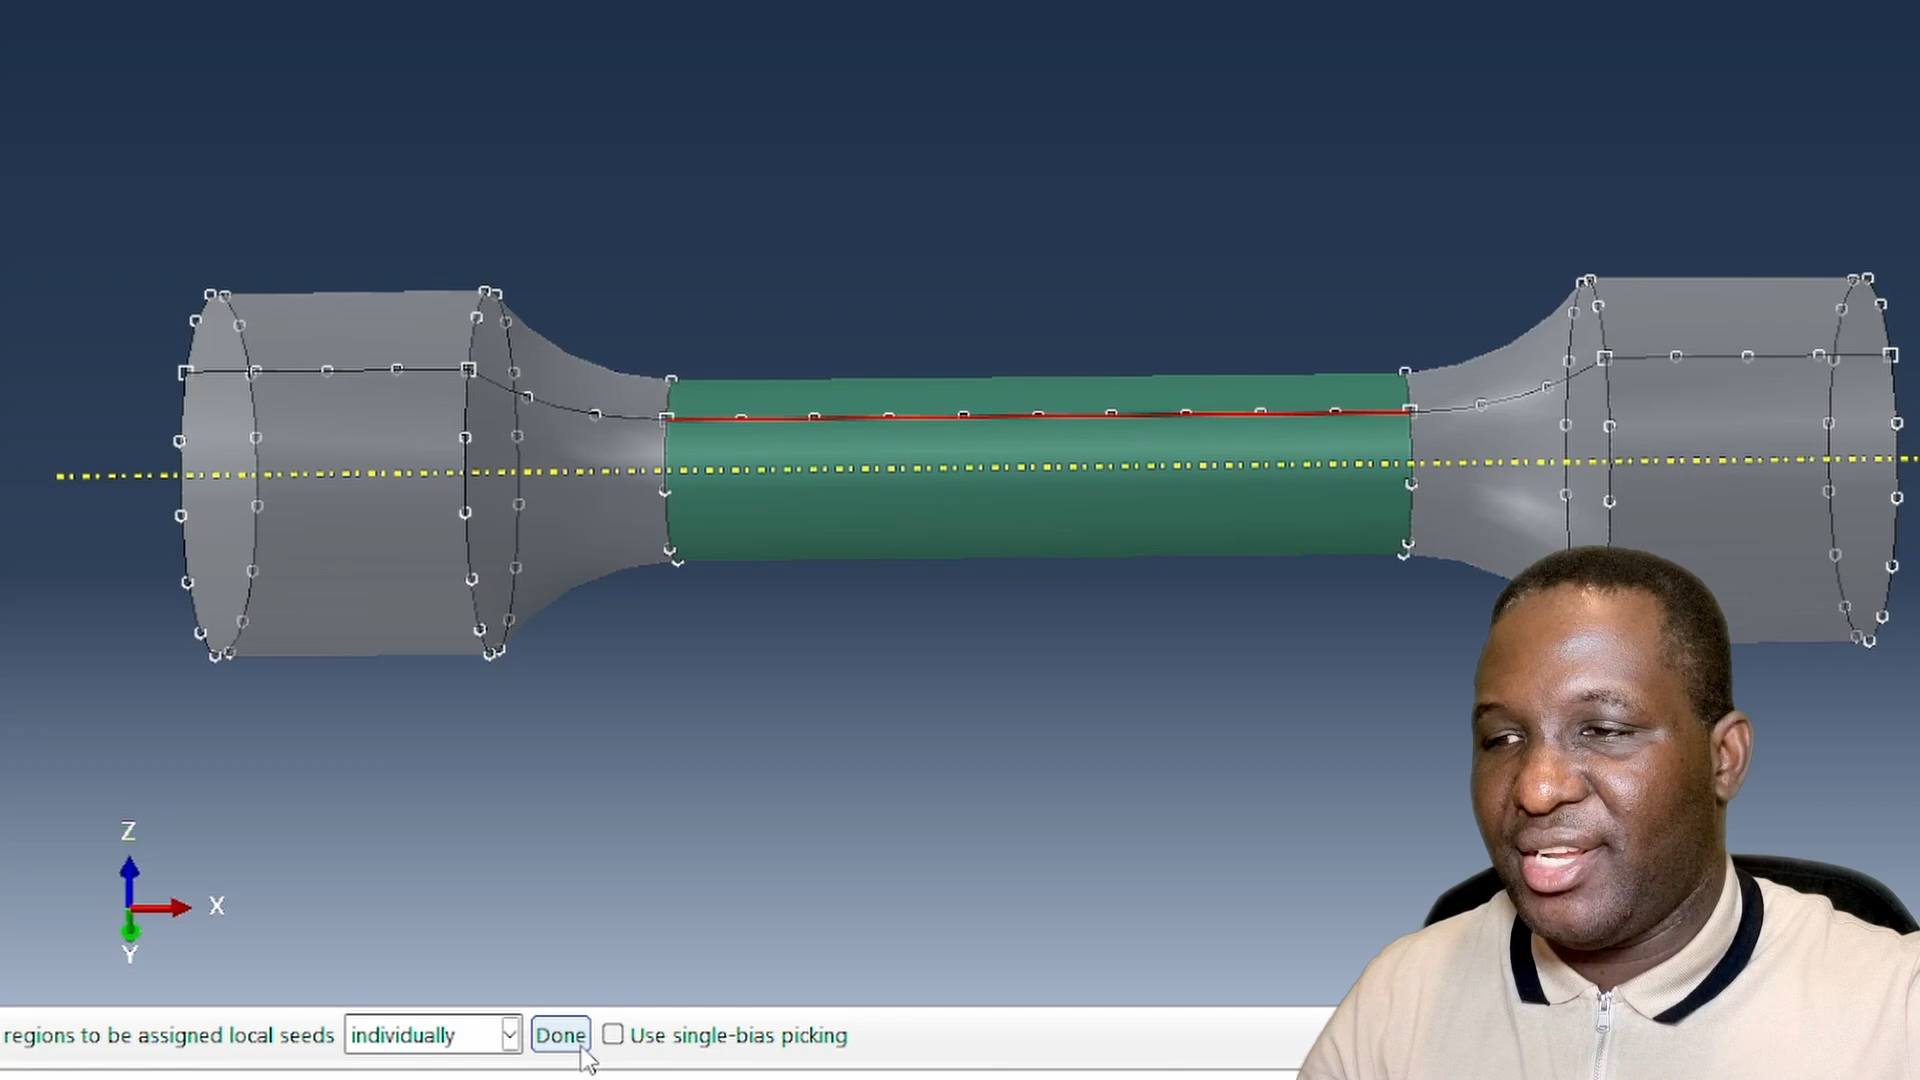 Z
X
Y
regions to be assigned local seeds individually Done Use single-bias picking